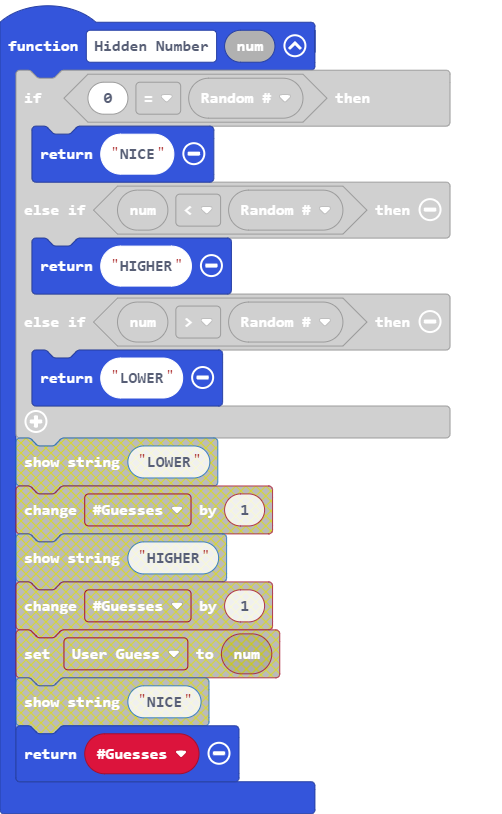 function Hidden Number num
if 0 = Random # then
return "NICE"
else if num < Random # then
return "HIGHER"
else if num > Random # then
return "LOWER"
show string "LOWER"
change #Guesses by 1
show string "HIGHER"
change #Guesses by 1
set User Guess to num
show string "NICE"
return #Guesses